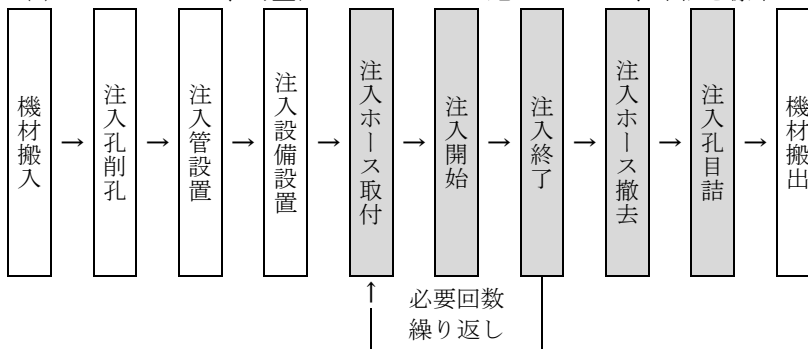 機材搬入
→
注入孔削孔
→
注入管設置
→
注入設備設置
→
注入ホース取付
→
注入開始
→
注入終了
→
注入ホース撤去
→
注入孔目詰
→
機材搬出
↑
必要回数
繰り返し